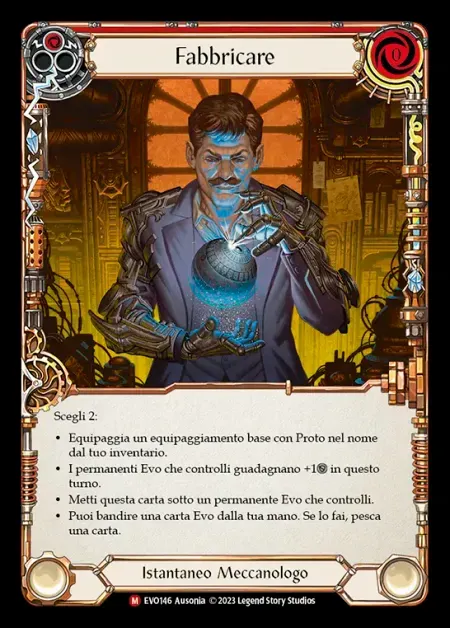 Fabbricare
0
Scegli 2:
• Equipaggia un equipaggiamento base con Proto nel nome
dal tuo inventario.
• I permanenti Evo che controlli guadagnano +1 in questo
turno.
• Metti questa carta sotto un permanente Evo che controlli.
• Puoi bandire una carta Evo dalla tua mano. Se lo fai, pesca
una carta.
Istantaneo Meccanologo
M EVO146 Ausonia © 2023 Legend Story Studios